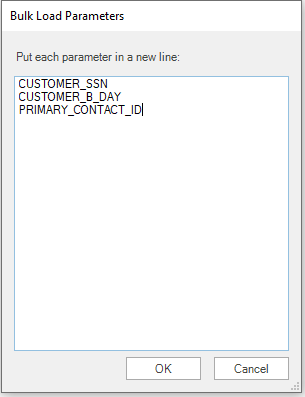 Bulk Load Parameters
Put each parameter in a new line:
CUSTOMER_SSN
CUSTOMER_B_DAY
PRIMARY_CONTACT_ID
OK
Cancel